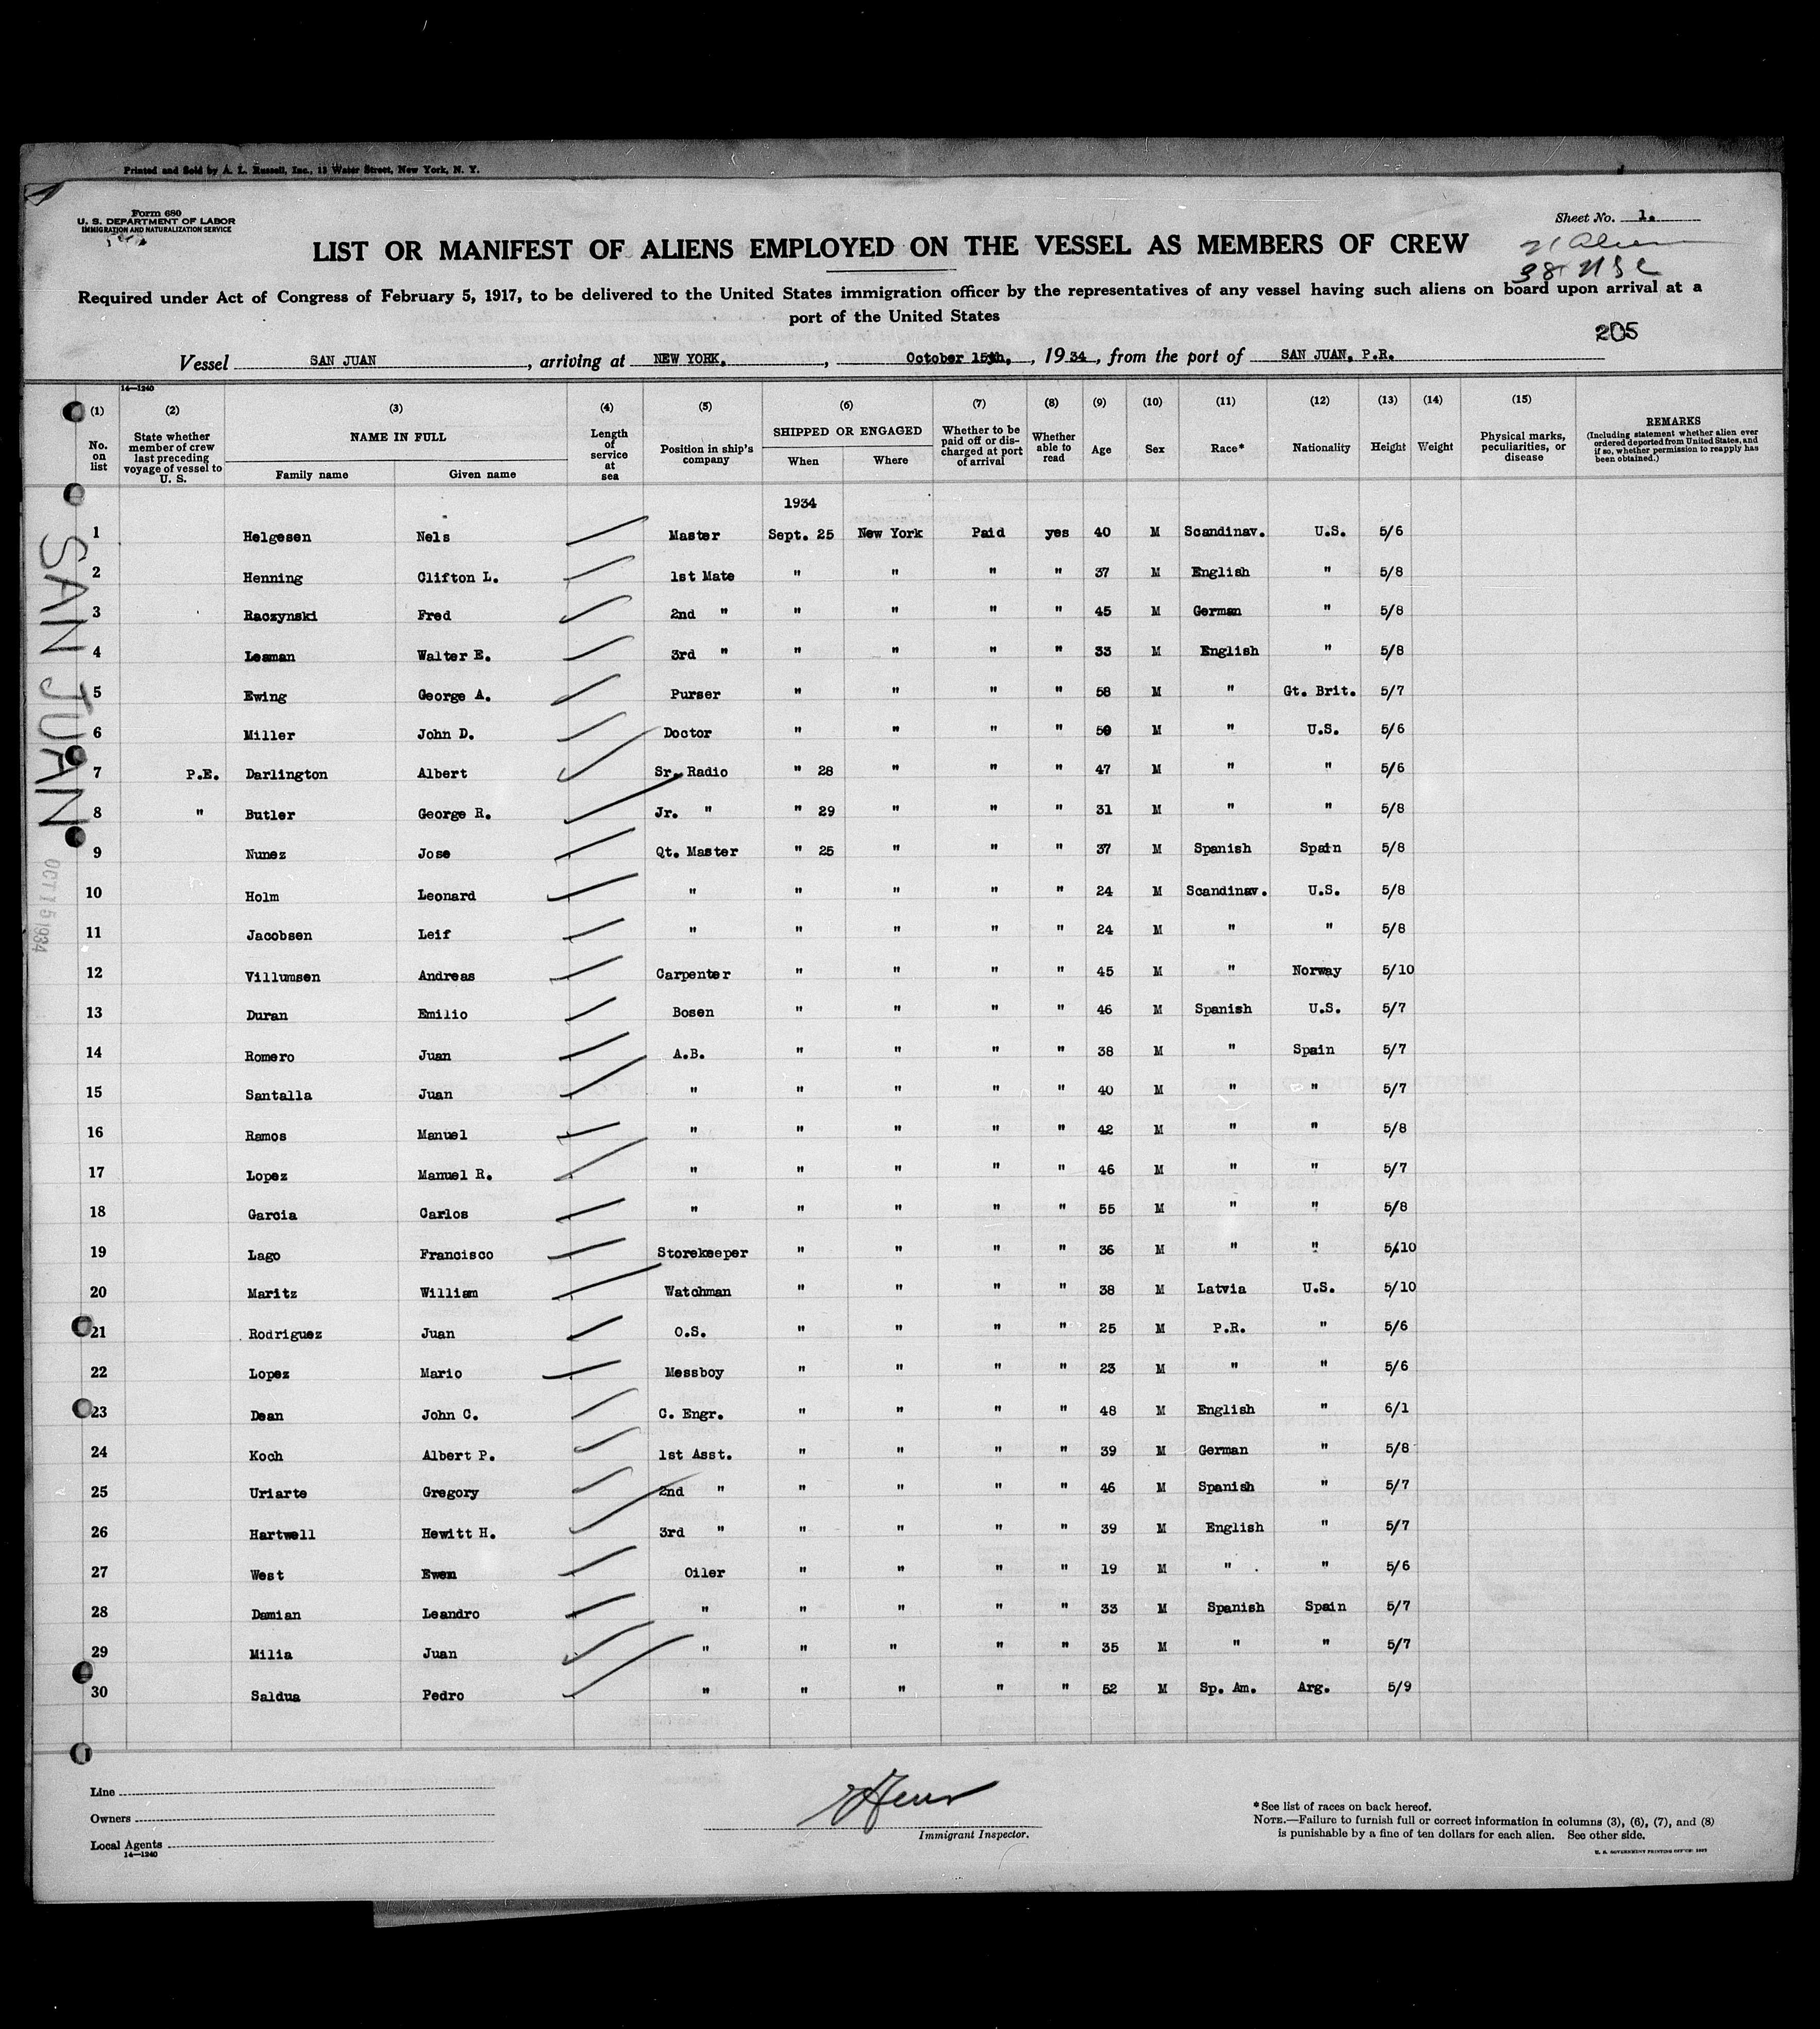 Printed and Sold by A. L. Russell, Inc., 13 Water Street, New York, N. Y.
Form 680
U. S. DEPARTMENT OF LABOR
IMMIGRATION AND NATURALIZATION SERVICE
Sheet No. 1.
LIST OR MANIFEST OF ALIENS EMPLOYED ON THE VESSEL AS MEMBERS OF CREW
38
Required under Act of Congress of February 5, 1917, to be delivered to the United States immigration officer by the representatives of any vessel having such aliens on board upon arrival at a
port of the United States
205
Vessel SAN JUAN, arriving at NEW YORK, October 15th, 1934, from the port of SAN JUAN, P.R.
14—1240
(1) (2) (3) (4) (5) (6) (7) (8) (9) (10) (11) (12) (13) (14) (15)
No. on list
State whether member of crew last preceding voyage of vessel to U. S.
NAME IN FULL
Family name Given name
Length of service at sea
Position in ship's company
SHIPPED OR ENGAGED
When Where
Whether to be paid off or discharged at port of arrival
Whether able to read
Age
Sex
Race*
Nationality
Height
Weight
Physical marks, peculiarities, or disease
REMARKS
(Including statement whether alien ever ordered deported from United States, and if so, whether permission to reapply has been obtained.)
1934
1 Helgesen Nels Master Sept. 25 New York Paid yes 40 M Scandinav. U.S. 5/6
2 Henning Clifton L. 1st Mate " " " " 37 M English " 5/8
3 Raczynski Fred 2nd " " " " " 45 M German " 5/8
4 Leaman Walter E. 3rd " " " " " 33 M English " 5/8
5 Ewing George A. Purser " " " " 58 M " Gt. Brit. 5/7
6 Miller John D. Doctor " " " " 50 M " U.S. 5/6
7 P.E. Darlington Albert Sr. Radio " 28 " " " 47 M " " 5/6
8 " Butler George R. Jr. " " 29 " " " 31 M " " 5/8
9 Nunez Jose Qt. Master " 25 " " " 37 M Spanish Spain 5/8
10 Holm Leonard " " " " " 24 M Scandinav. U.S. 5/8
11 Jacobsen Leif " " " " " 24 M " " 5/8
12 Villumsen Andreas Carpenter " " " " 45 M " Norway 5/10
13 Duran Emilio Bosen " " " " 46 M Spanish U.S. 5/7
14 Romero Juan A.B. " " " " 38 M " Spain 5/7
15 Santalla Juan " " " " " 40 M " " 5/7
16 Ramos Manuel " " " " " 42 M " " 5/8
17 Lopez Manuel R. " " " " " 46 M " " 5/7
18 Garcia Carlos " " " " " 55 M " " 5/8
19 Lago Francisco Storekeeper " " " " 36 M " " 5/10
20 Maritz William Watchman " " " " 38 M Latvia U.S. 5/10
21 Rodriguez Juan O.S. " " " " 25 M P.R. " 5/6
22 Lopez Mario Messboy " " " " 23 M " " 5/6
23 Dean John C. C. Engr. " " " " 48 M English " 6/1
24 Koch Albert P. 1st Asst. " " " " 39 M German " 5/8
25 Uriarte Gregory 2nd " " " " " 46 M Spanish " 5/7
26 Hartwell Hewitt H. 3rd " " " " " 39 M English " 5/7
27 West Ewen Oiler " " " " 19 M " " 5/6
28 Damian Leandro " " " " " 33 M Spanish Spain 5/7
29 Milia Juan " " " " " 35 M " " 5/7
30 Saldua Pedro " " " " " 52 M Sp. Am. Arg. 5/9
SAN JUAN
OCT 15 1934
Line
Owners
Local Agents
14—1240
Immigrant Inspector.
*See list of races on back hereof.
NOTE.—Failure to furnish full or correct information in columns (3), (6), (7), and (8)
is punishable by a fine of ten dollars for each alien. See other side.